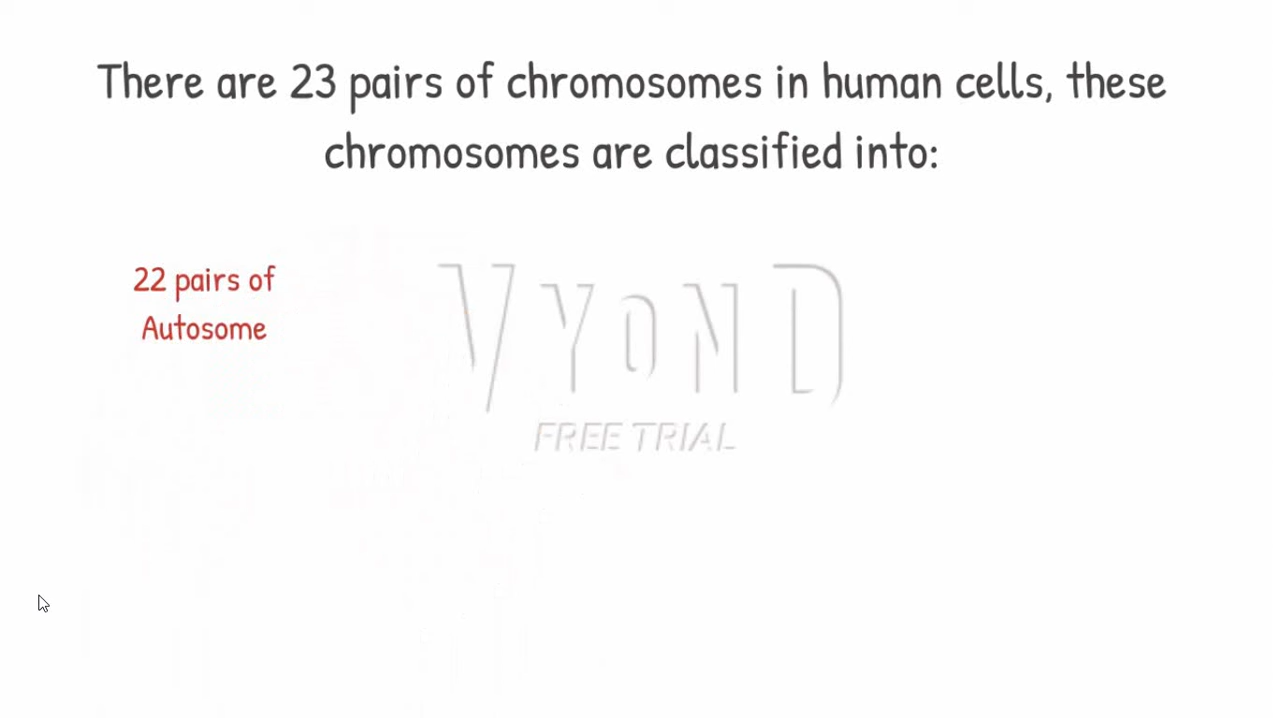 There are 23 pairs of chromosomes in human cells, these
chromosomes are classified into:
22 pairs of
Autosome
VYOND
FREE TRIAL